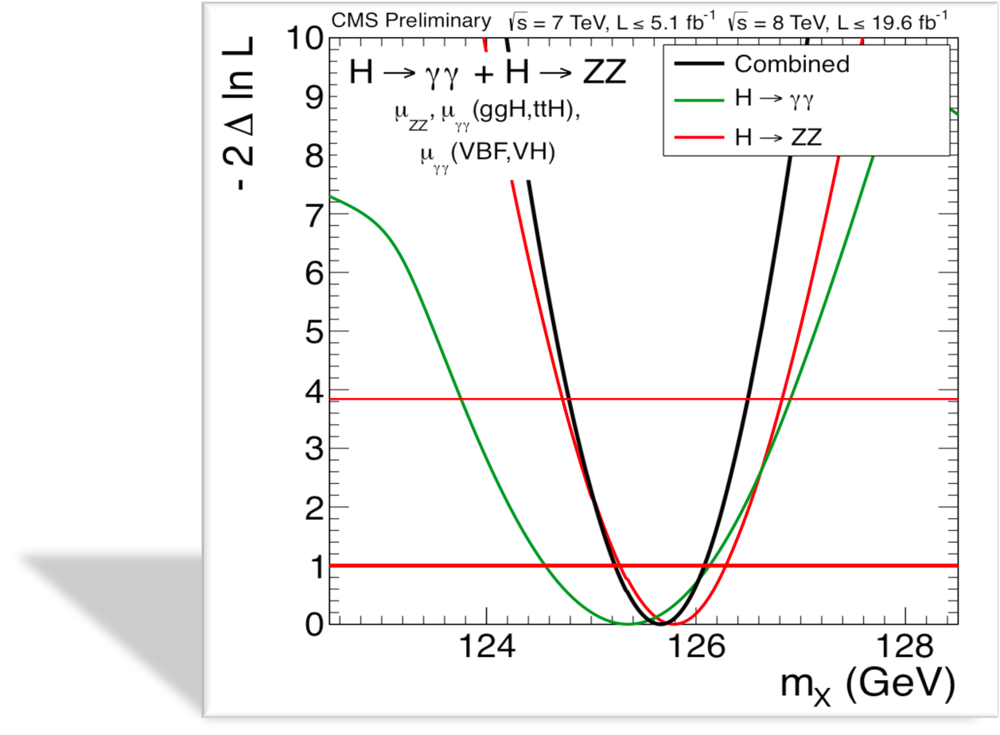 CMS Preliminary √s = 7 TeV, L ≤ 5.1 fb⁻¹ √s = 8 TeV, L ≤ 19.6 fb⁻¹
H → γγ + H → ZZ
μ_ZZ, μ_γγ(ggH,ttH),
μ_γγ(VBF,VH)
Combined
H → γγ
H → ZZ
- 2 Δ ln L
10
9
8
7
6
5
4
3
2
1
0
124 126 128
m_X (GeV)